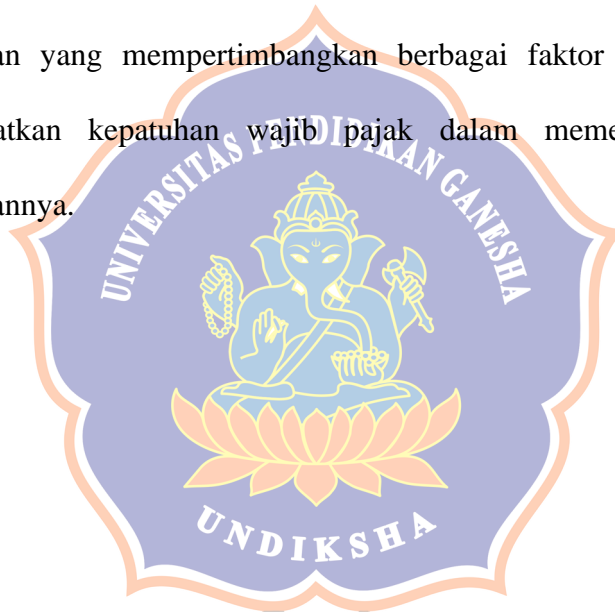 an yang mempertimbangkan berbagai faktor
atkan kepatuhan wajib pajak dalam meme
annya.
UNIVERSITAS PENDIDIKAN GANESHA
UNDIKSHA